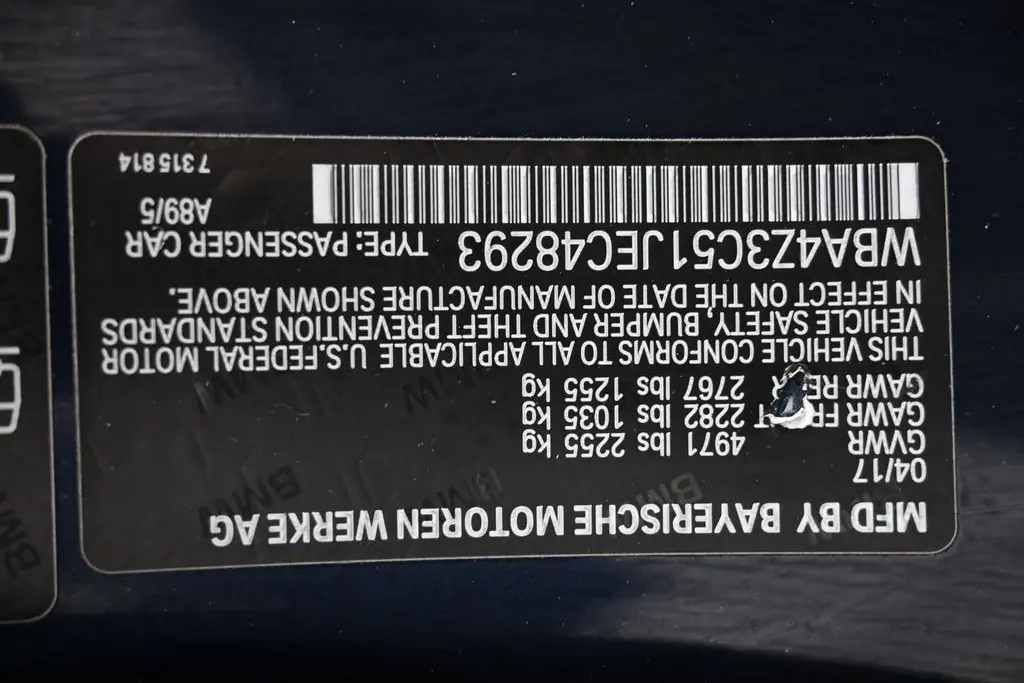 MFD BY BAYERISCHE MOTOREN WERKE AG
04/17
GVWR 4971 lbs 2255 kg
GAWR FR T 2282 lbs 1035 kg
GAWR RE 2767 lbs 1255 kg
THIS VEHICLE CONFORMS TO ALL APPLICABLE U.S.FEDERAL MOTOR
VEHICLE SAFETY, BUMPER AND THEFT PREVENTION STANDARDS
IN EFFECT ON THE DATE OF MANUFACTURE SHOWN ABOVE.
WBA4Z3C51JEC48293 TYPE: PASSENGER CAR
A89/5
7315814